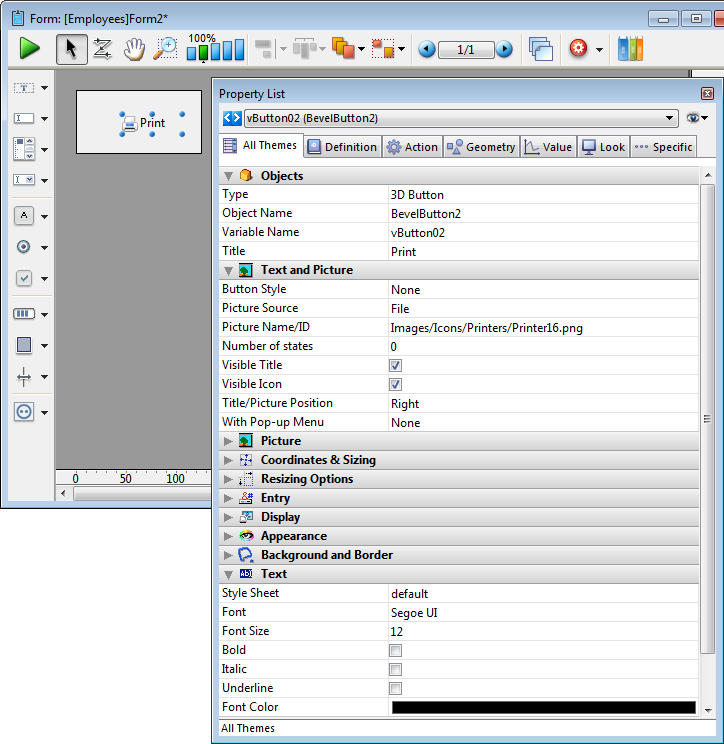 Form: [Employees]Form2*
100%
1/1
Property List
Print
vButton02 (BevelButton2)
All Themes Definition Action Geometry Value Look Specific
Objects
Type 3D Button
Object Name BevelButton2
Variable Name vButton02
Title Print
Text and Picture
Button Style None
Picture Source File
Picture Name/ID Images/Icons/Printers/Printer16.png
Number of states 0
Visible Title
Visible Icon
Title/Picture Position Right
With Pop-up Menu None
Picture
Coordinates & Sizing
0 50 100
Resizing Options
Entry
Display
Appearance
Background and Border
Text
Style Sheet default
Font Segoe UI
Font Size 12
Bold
Italic
Underline
Font Color
All Themes